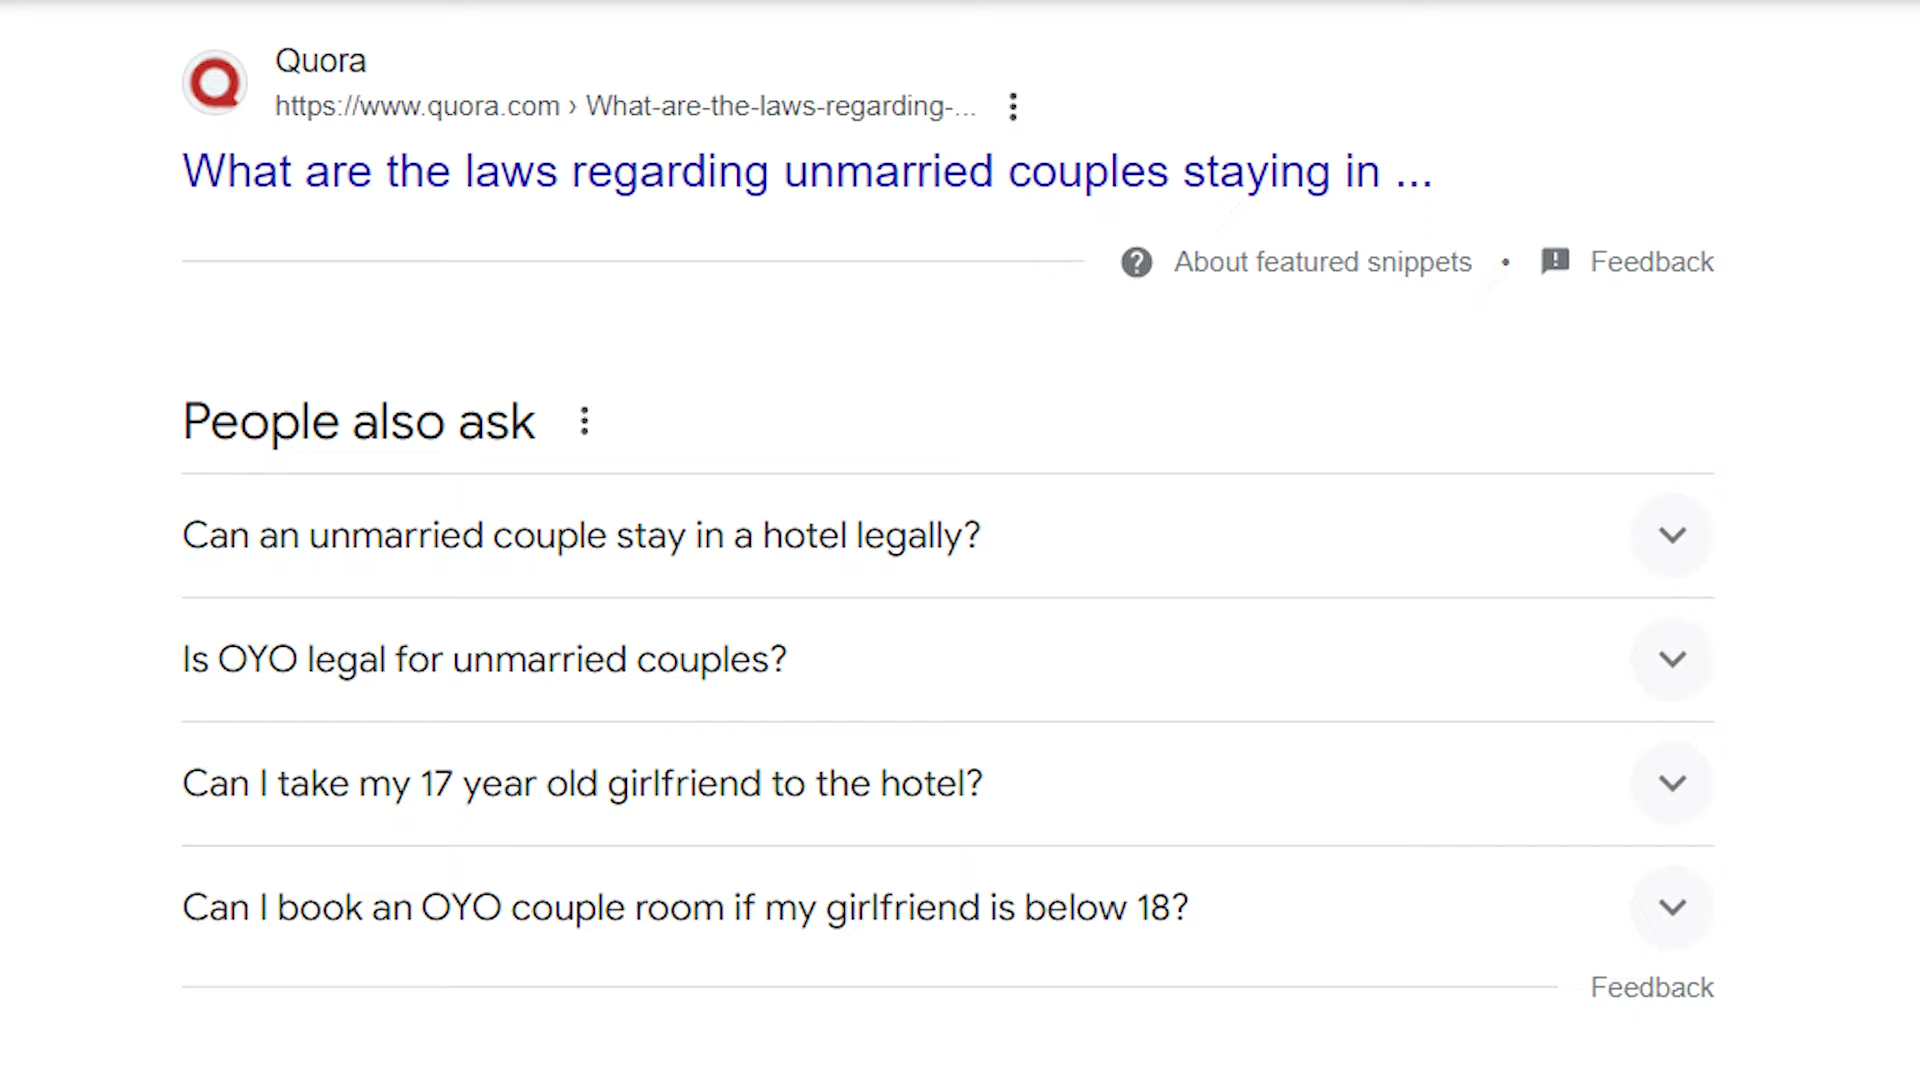 Quora
https://www.quora.com › What-are-the-laws-regarding-...
What are the laws regarding unmarried couples staying in ...
About featured snippets • Feedback
People also ask
Can an unmarried couple stay in a hotel legally?
Is OYO legal for unmarried couples?
Can I take my 17 year old girlfriend to the hotel?
Can I book an OYO couple room if my girlfriend is below 18?
Feedback